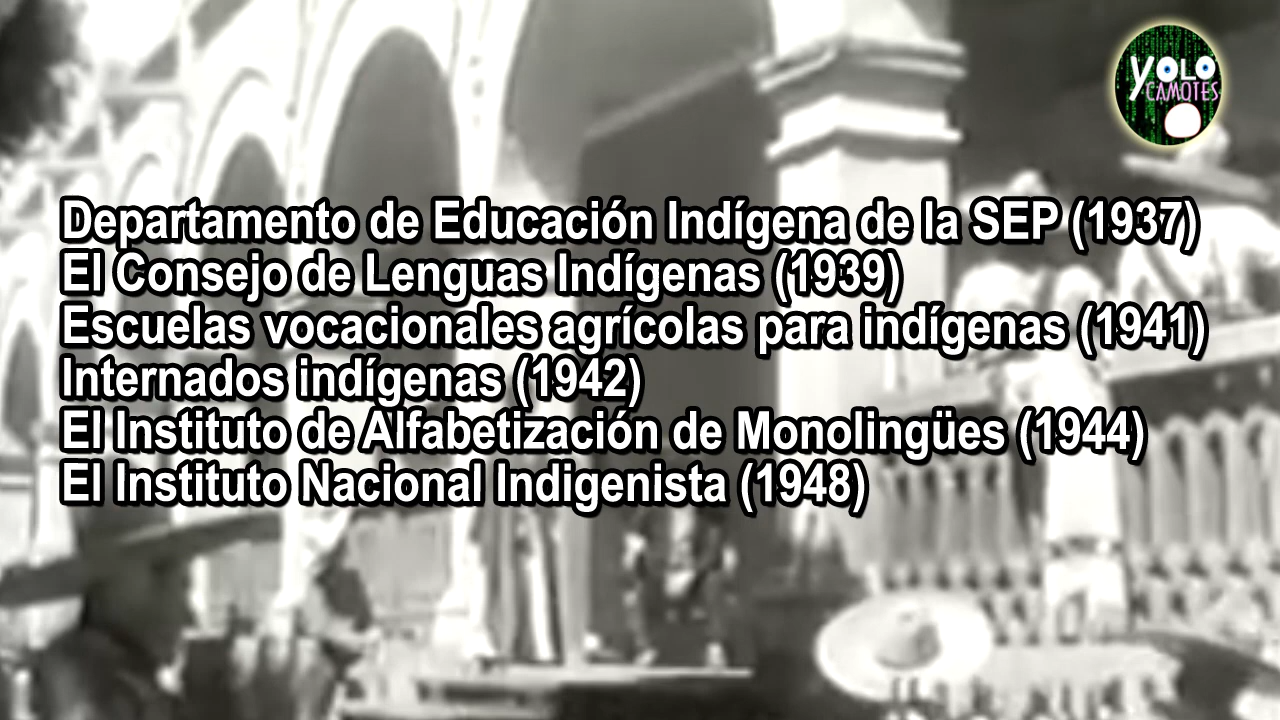 YOLO
CAMOTES
Departamento de Educación Indígena de la SEP (1937)
El Consejo de Lenguas Indígenas (1939)
Escuelas vocacionales agrícolas para indígenas (1941)
Internados indígenas (1942)
El Instituto de Alfabetización de Monolingües (1944)
El Instituto Nacional Indigenista (1948)